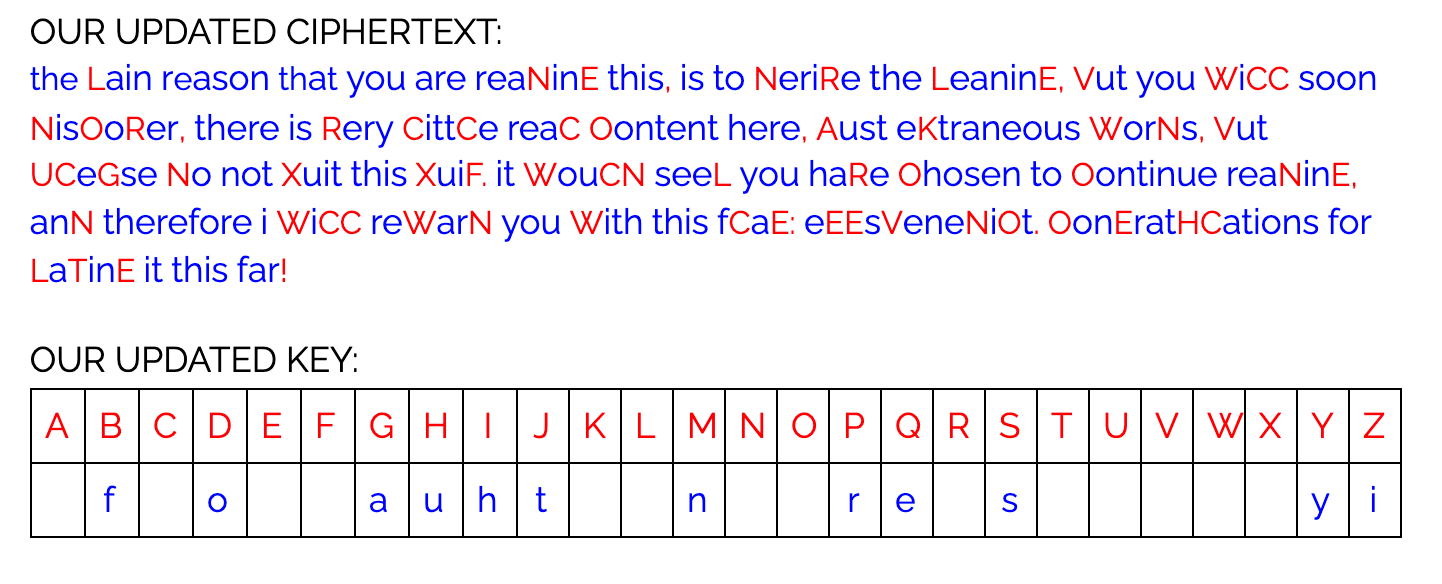 OUR UPDATED CIPHERTEXT:
the Lain reason that you are reaNinE this, is to NeriRe the LeaninE, Vut you WiCC soon
NisOoRer, there is Rery CittCe reaC Oontent here, Aust eKtraneous WorNs, Vut
UCeGse No not Xuit this XuiF. it WouCN seeL you haRe Ohosen to Oontinue reaNinE,
anN therefore i WiCC reWarN you With this fCaE: eEEsVeneNiOt. OonEratHCations for
LaTinE it this far!
OUR UPDATED KEY:
A B C D E F G H I J K L M N O P Q R S T U V W X Y Z
f o a u h t n r e s y i